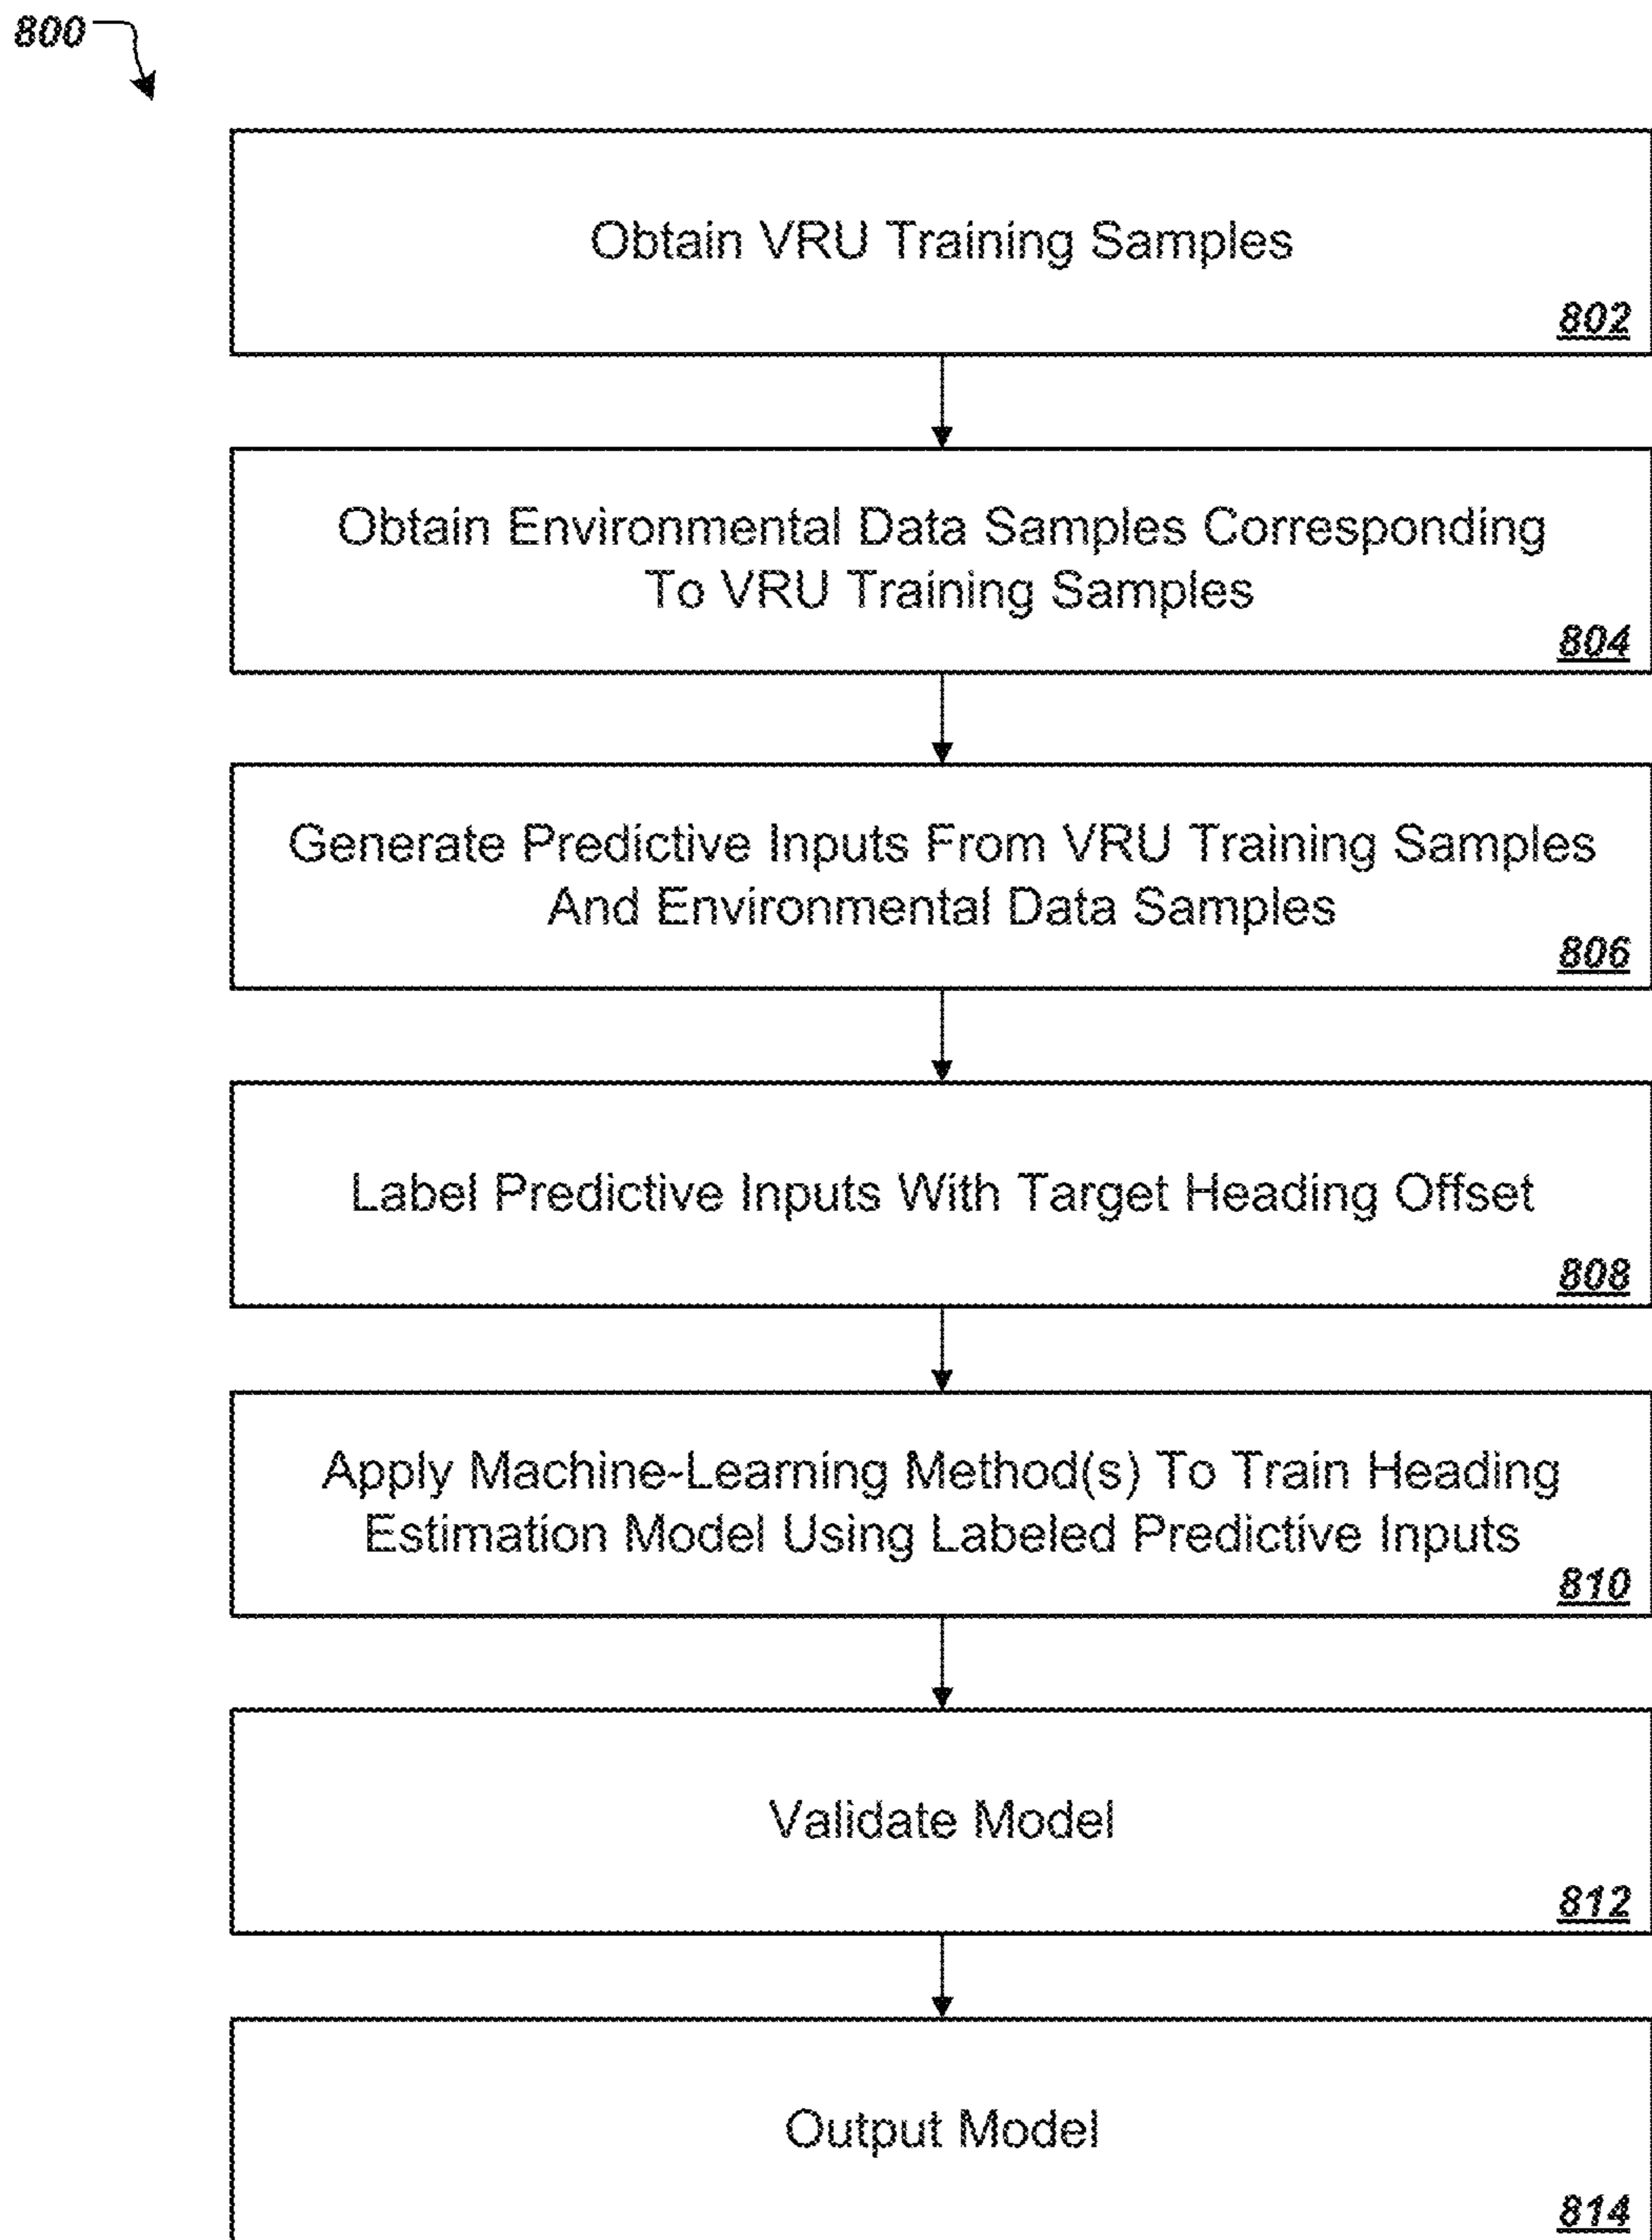 800
Obtain VRU Training Samples
802
Obtain Environmental Data Samples Corresponding
To VRU Training Samples
804
Generate Predictive Inputs From VRU Training Samples
And Environmental Data Samples
806
Label Predictive Inputs With Target Heading Offset
808
Apply Machine-Learning Method(s) To Train Heading
Estimation Model Using Labeled Predictive Inputs
810
Validate Model
812
Output Model
814